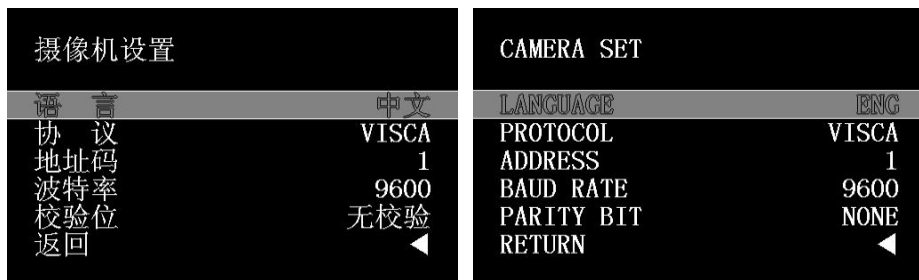 摄像机设置
语 言 中文
协 议 VISCA
地址码 1
波特率 9600
校验位 无校验
返回 ◀
CAMERA SET
LANGUAGE ENG
PROTOCOL VISCA
ADDRESS 1
BAUD RATE 9600
PARITY BIT NONE
RETURN ◀